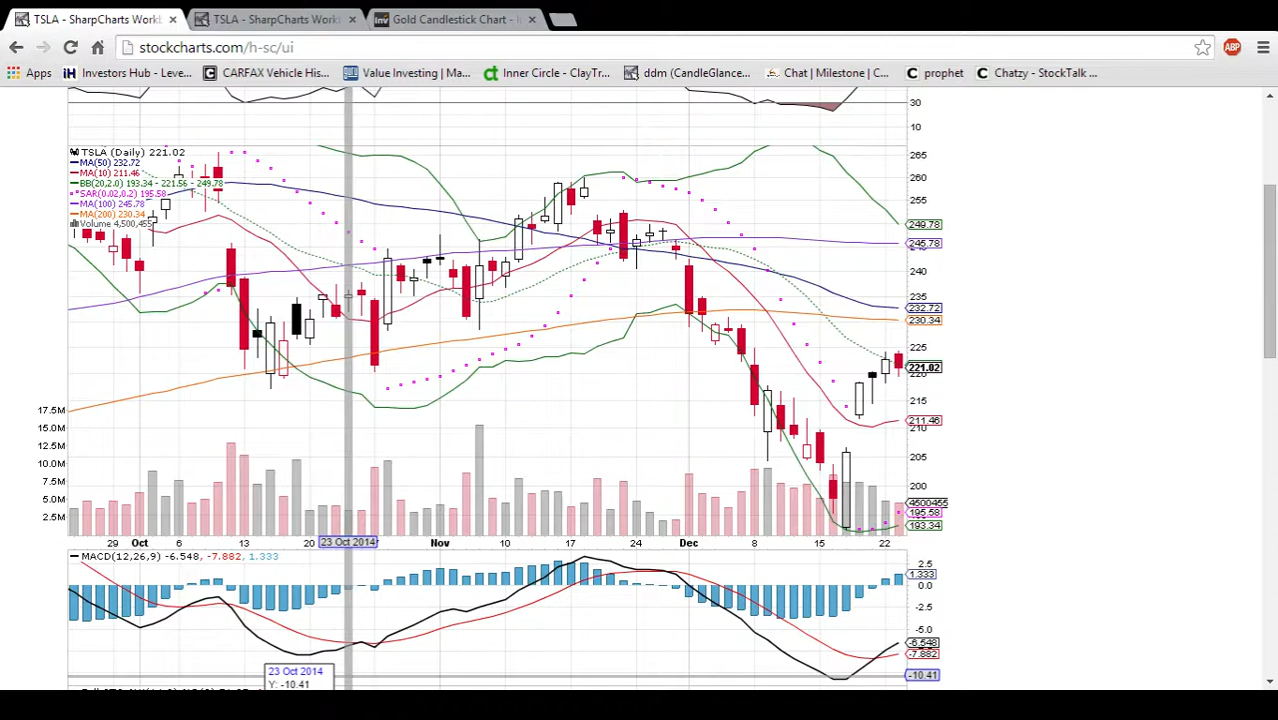 TSLA - SharpCharts Work
TSLA - SharpCharts Work
Gold Candlestick Chart - I
stockcharts.com/h-sc/ui
ABP
Apps
Investors Hub - Leve...
CARFAX Vehicle His...
Value Investing | Ma...
Inner Circle - ClayTr...
ddm (CandleGlance...
Chat | Milestone | C...
prophet
Chatzy - StockTalk ...
30
10
TSLA (Daily) 221.02
MA(50) 232.72
MA(10) 211.46
BB(20,2.0) 193.34 - 221.56 - 249.78
SAR(0.02,0.2) 195.58
MA(100) 245.78
MA(200) 230.34
Volume 4,500,455
265
260
255
249.78
245.78
240
235
232.72
230.34
225
221.02
220
215
211.46
210
205
200
4500455
195.58
193.34
17.5M
15.0M
12.5M
10.0M
7.5M
5.0M
2.5M
29 Oct 6 13 20 23 Oct 2014 Nov 10 17 24 Dec 8 15 22
MACD(12,26,9) -6.548, -7.882, 1.333
2.5
1.333
0.0
-2.5
-5.0
-6.548
-7.882
-10.41
23 Oct 2014
Y: -10.41